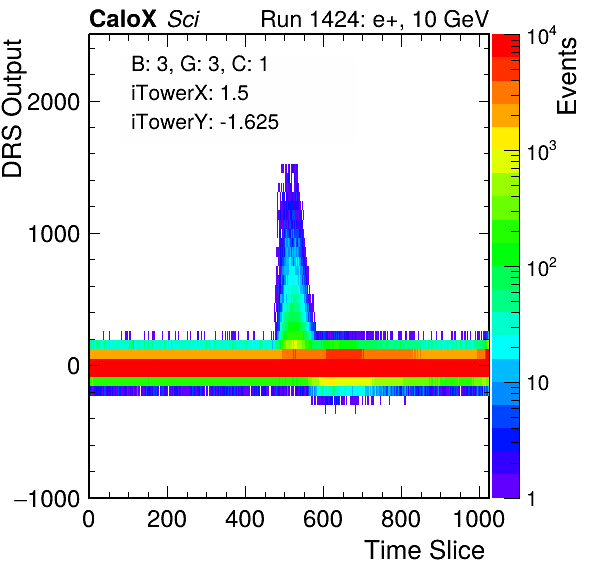 CaloX Sci Run 1424: e+, 10 GeV
B: 3, G: 3, C: 1
iTowerX: 1.5
iTowerY: -1.625
DRS Output
2000
1000
0
−1000
0 200 400 600 800 1000
Time Slice
Events
10^4
10^3
10^2
10
1